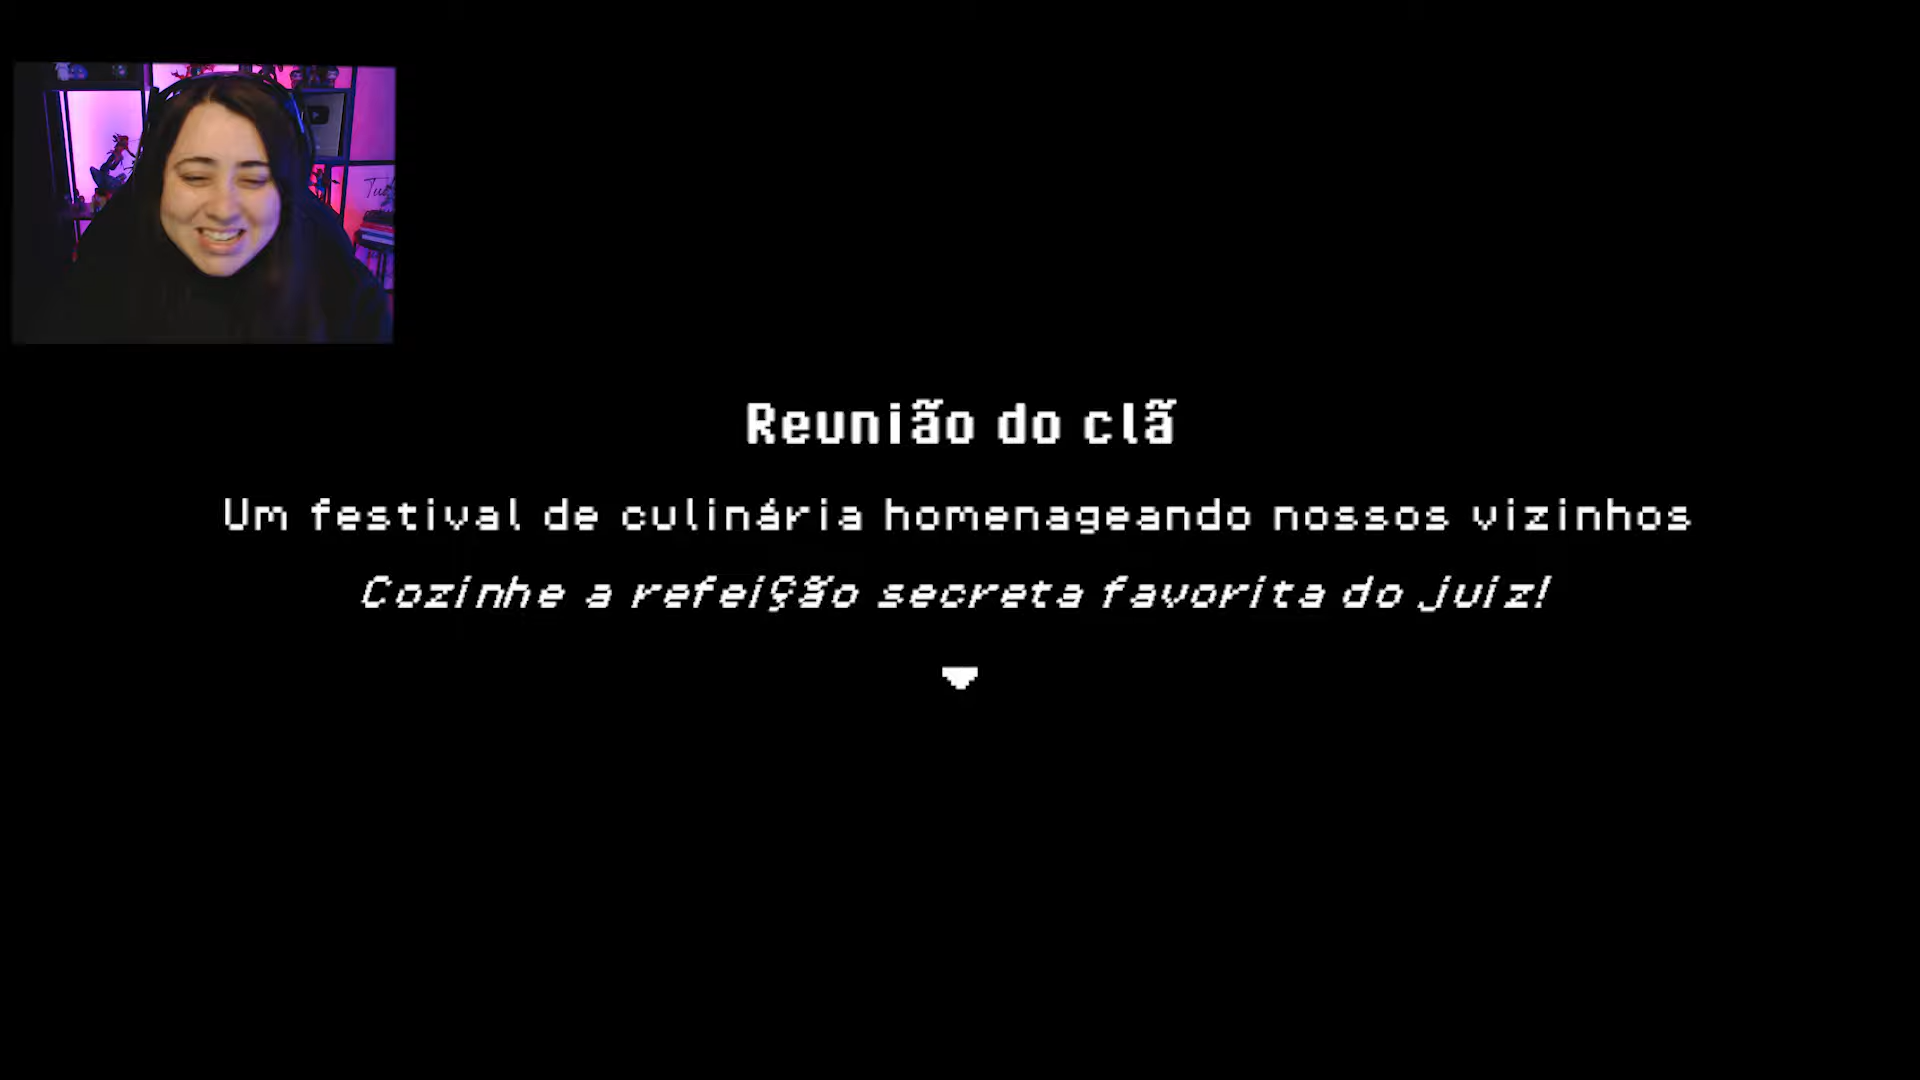 Reunião do clã
Um festival de culinária homenageando nossos vizinhos
Cozinhe a refeição secreta favorita do juiz!